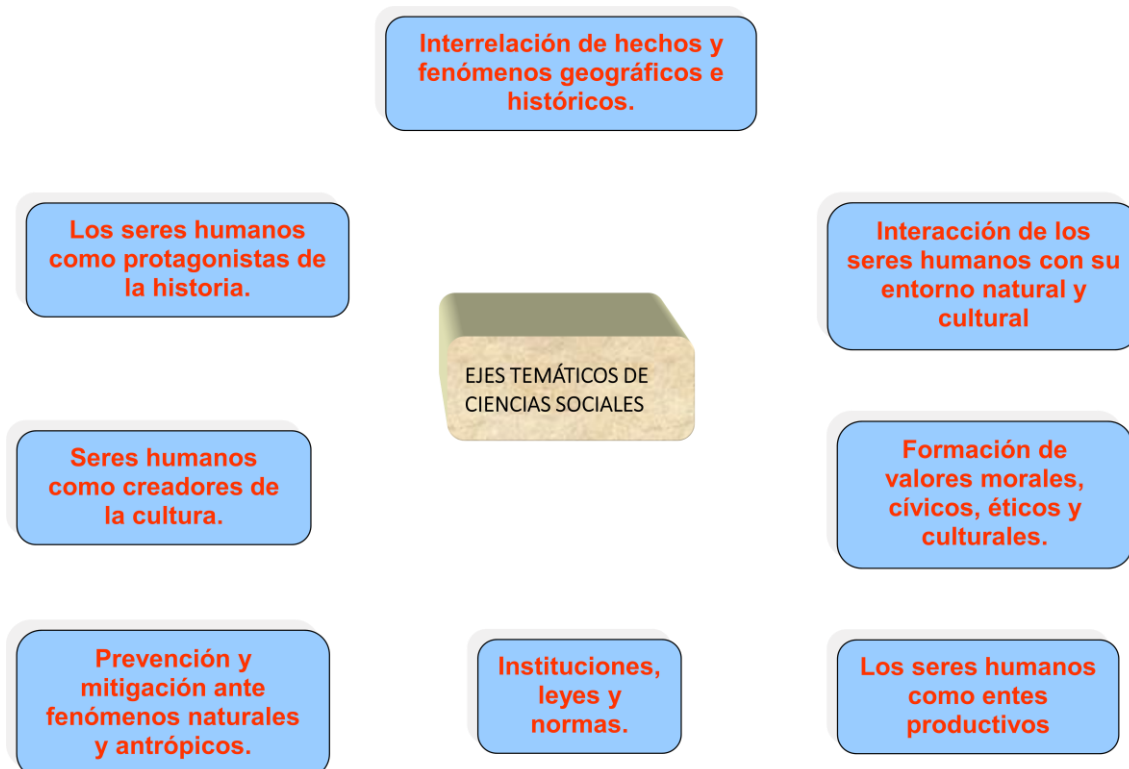 Interrelación de hechos y
fenómenos geográficos e
históricos.
Los seres humanos
como protagonistas de
la historia.
Interacción de los
seres humanos con su
entorno natural y
cultural
EJES TEMÁTICOS DE
CIENCIAS SOCIALES
Seres humanos
como creadores de
la cultura.
Formación de
valores morales,
cívicos, éticos y
culturales.
Prevención y
mitigación ante
fenómenos naturales
y antrópicos.
Instituciones,
leyes y
normas.
Los seres humanos
como entes
productivos